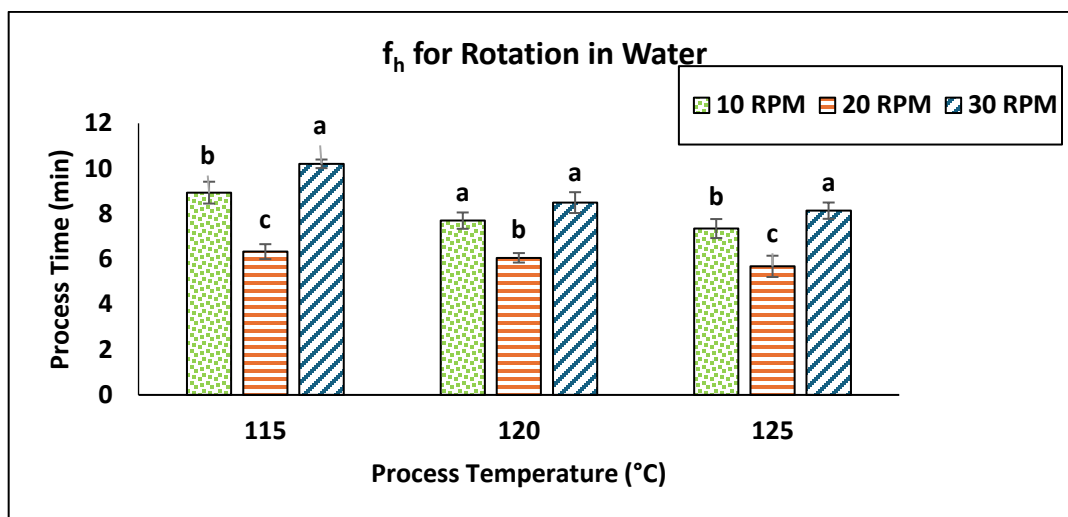 f_h for Rotation in Water
10 RPM 20 RPM 30 RPM
12
10
8
6
4
2
0
Process Time (min)
b
c
a
a
b
a
b
c
a
115 120 125
Process Temperature (°C)